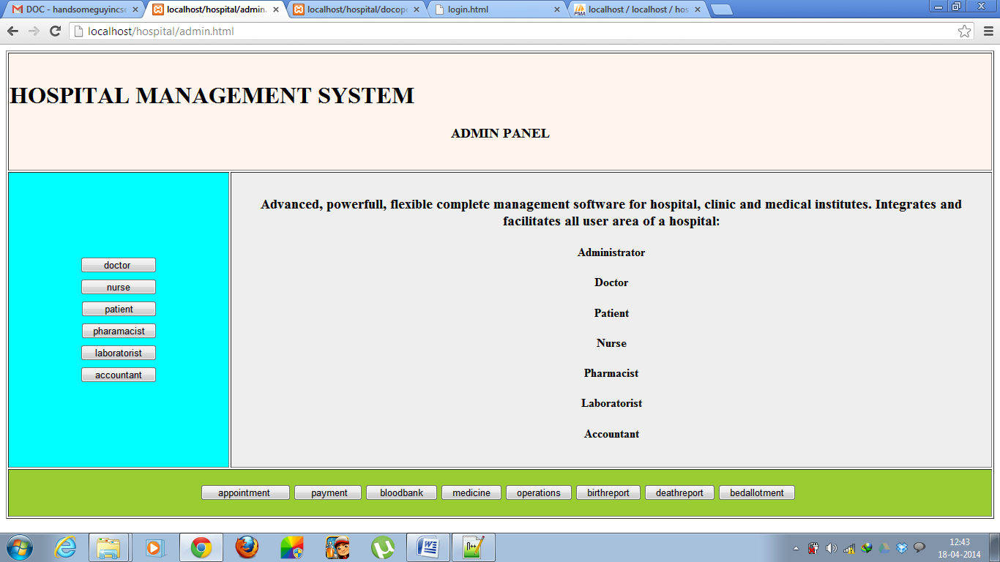 DOC - handsomeguyincse
localhost/hospital/admin.
localhost/hospital/docope
login.html
localhost / localhost / hos
PMA
localhost/hospital/admin.html
HOSPITAL MANAGEMENT SYSTEM
ADMIN PANEL
doctor
nurse
patient
pharamacist
laboratorist
accountant
Advanced, powerfull, flexible complete management software for hospital, clinic and medical institutes. Integrates and
facilitates all user area of a hospital:
Administrator
Doctor
Patient
Nurse
Pharmacist
Laboratorist
Accountant
appointment payment bloodbank medicine operations birthreport deathreport bedallotment
12:43
18-04-2014